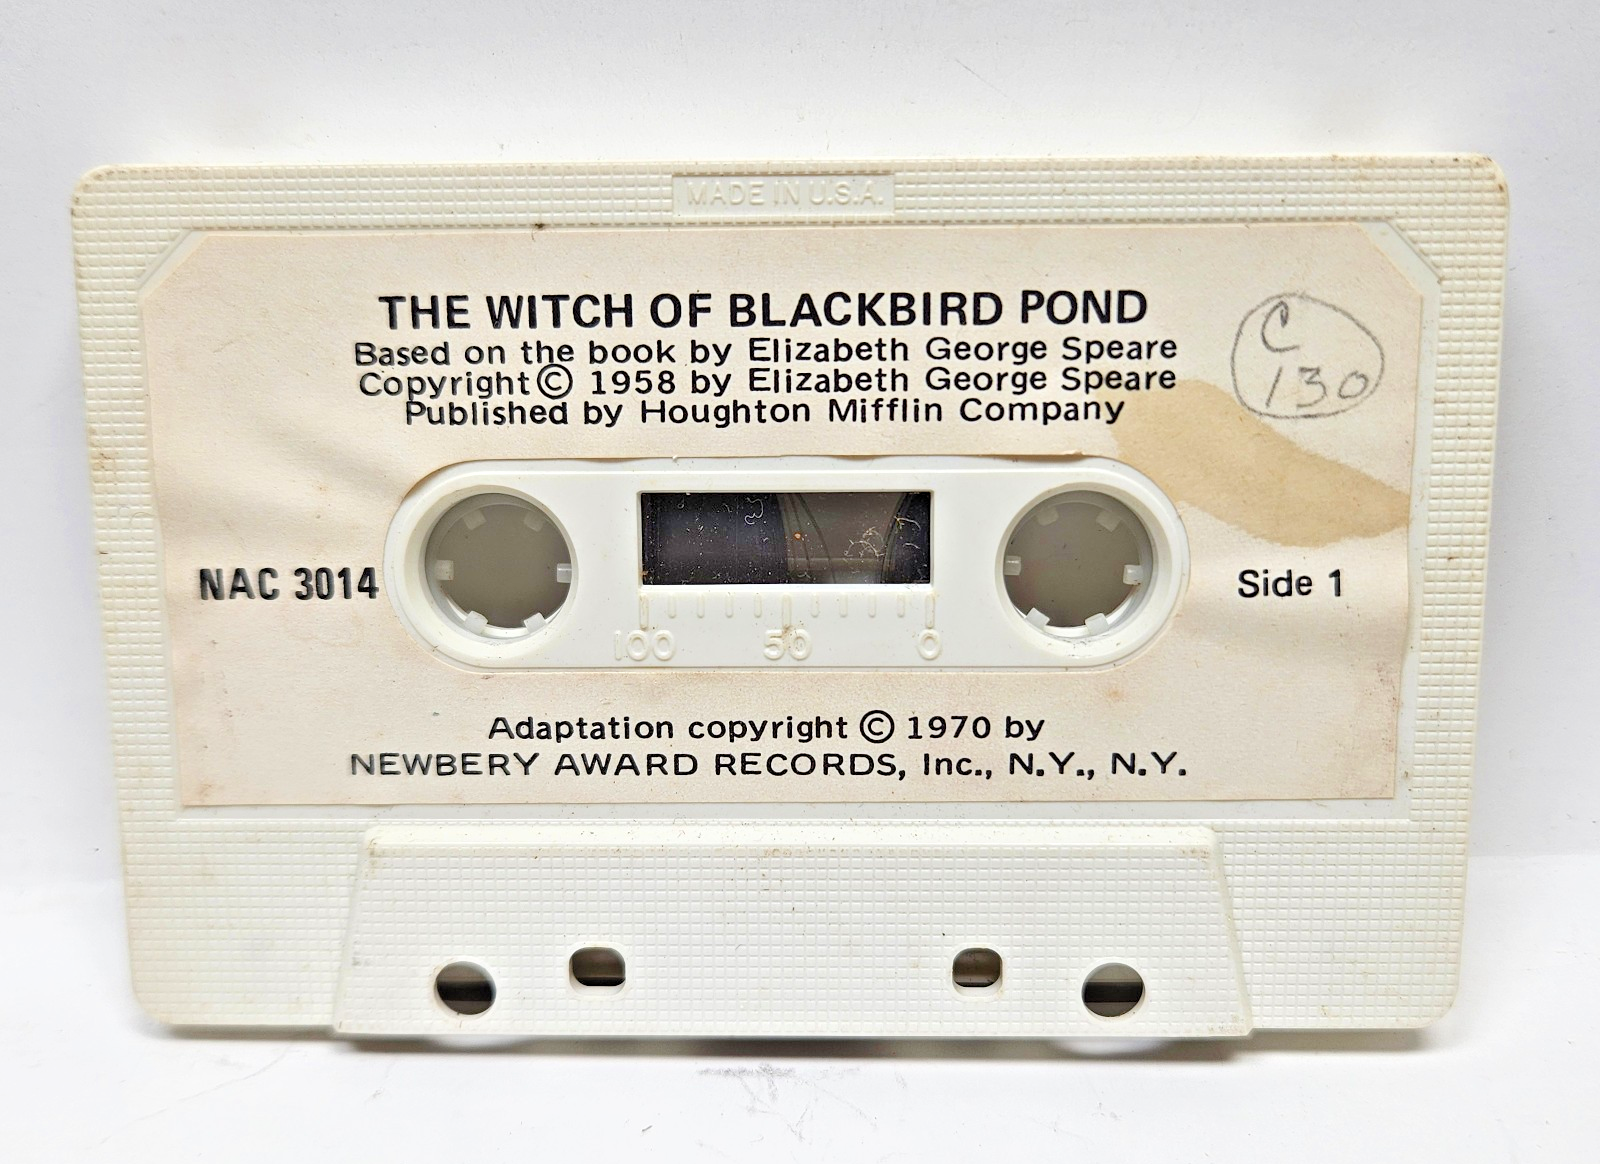 MADE IN U.S.A.
THE WITCH OF BLACKBIRD POND
Based on the book by Elizabeth George Speare
Copyright © 1958 by Elizabeth George Speare
Published by Houghton Mifflin Company
C
130
NAC 3014
Side 1
100 50 0
Adaptation copyright © 1970 by
NEWBERY AWARD RECORDS, Inc., N.Y., N.Y.